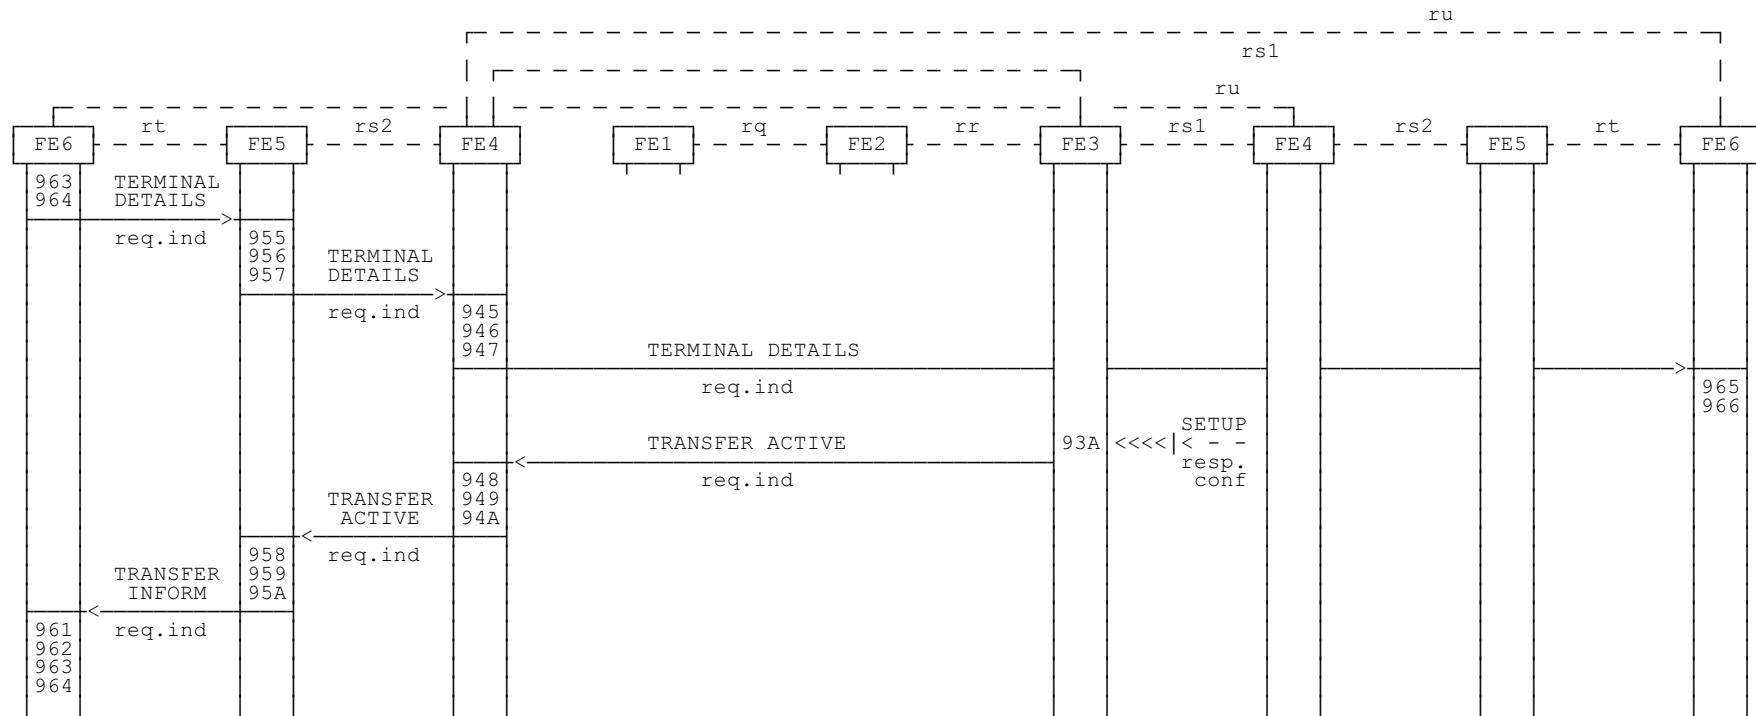 ru
rs1
ru
rt rs2 rq rr rs1 rs2 rt
FE6 FE5 FE4 FE1 FE2 FE3 FE4 FE5 FE6
963 TERMINAL
964 DETAILS
req.ind 955
956 TERMINAL
957 DETAILS
req.ind 945
946
947 TERMINAL DETAILS
req.ind 965
966
SETUP
TRANSFER ACTIVE 93A <<<<|< - -
resp.
948 req.ind conf
TRANSFER 949
ACTIVE 94A
958 req.ind
TRANSFER 959
INFORM 95A
961 req.ind
962
963
964